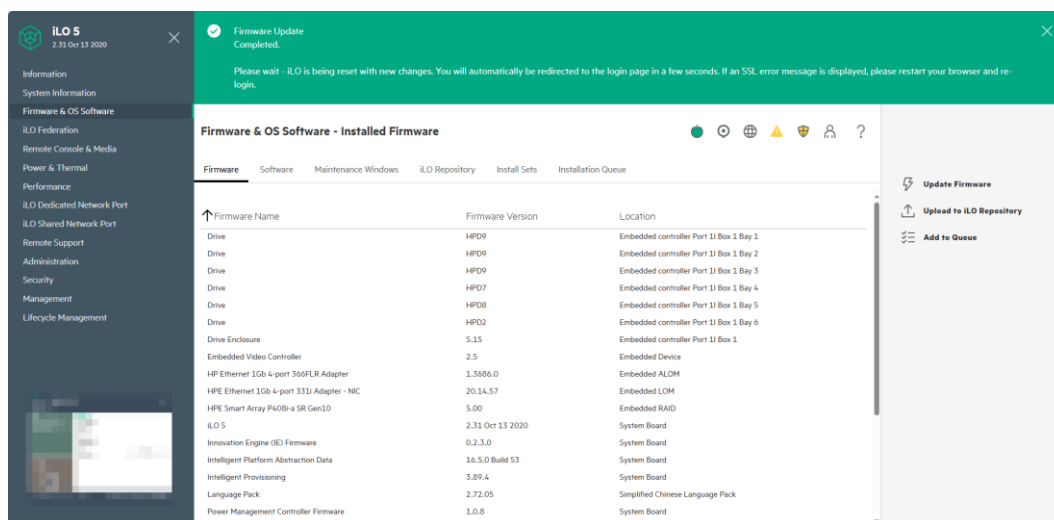 iLO 5
2.31 Oct 13 2020
Information
System Information
Firmware & OS Software
iLO Federation
Remote Console & Media
Power & Thermal
Performance
iLO Dedicated Network Port
iLO Shared Network Port
Remote Support
Administration
Security
Management
Lifecycle Management
Firmware Update
Completed.
Please wait - iLO is being reset with new changes. You will automatically be redirected to the login page in a few seconds. If an SSL error message is displayed, please restart your browser and re-
login.
Firmware & OS Software - Installed Firmware
Firmware Software Maintenance Windows iLO Repository Install Sets Installation Queue
Firmware Name Firmware Version Location
Drive HPD9 Embedded controller Port 1I Box 1 Bay 1
Drive HPD9 Embedded controller Port 1I Box 1 Bay 2
Drive HPD9 Embedded controller Port 1I Box 1 Bay 3
Drive HPD7 Embedded controller Port 1I Box 1 Bay 4
Drive HPD8 Embedded controller Port 1I Box 1 Bay 5
Drive HPD2 Embedded controller Port 1I Box 1 Bay 6
Drive Enclosure 5.15 Embedded controller Port 1I Box 1
Embedded Video Controller 2.5 Embedded Device
HP Ethernet 1Gb 4-port 366FLR Adapter 1.3686.0 Embedded ALOM
HPE Ethernet 1Gb 4-port 331i Adapter - NIC 20.14.57 Embedded LOM
HPE Smart Array P408i-a SR Gen10 5.00 Embedded RAID
iLO 5 2.31 Oct 13 2020 System Board
Innovation Engine (IE) Firmware 0.2.3.0 System Board
Intelligent Platform Abstraction Data 16.5.0 Build 53 System Board
Intelligent Provisioning 3.89.4 System Board
Language Pack 2.72.05 Simplified Chinese Language Pack
Power Management Controller Firmware 1.0.8 System Board
Update Firmware
Upload to iLO Repository
Add to Queue